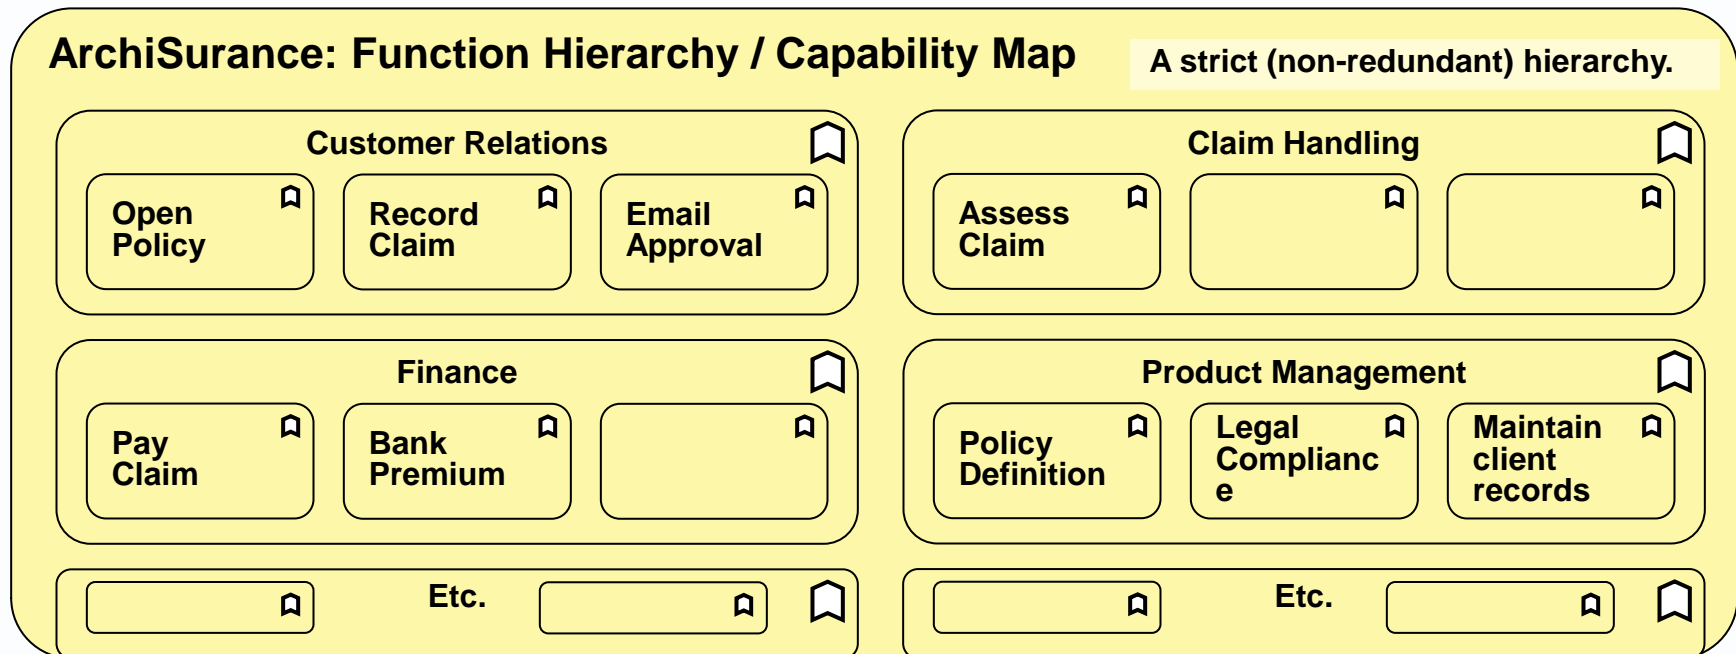 ArchiSurance: Function Hierarchy / Capability Map
A strict (non-redundant) hierarchy.
Customer Relations
Open
Policy
Record
Claim
Email
Approval
Claim Handling
Assess
Claim
Finance
Pay
Claim
Bank
Premium
Product Management
Policy
Definition
Legal
Complianc
e
Maintain
client
records
Etc.
Etc.